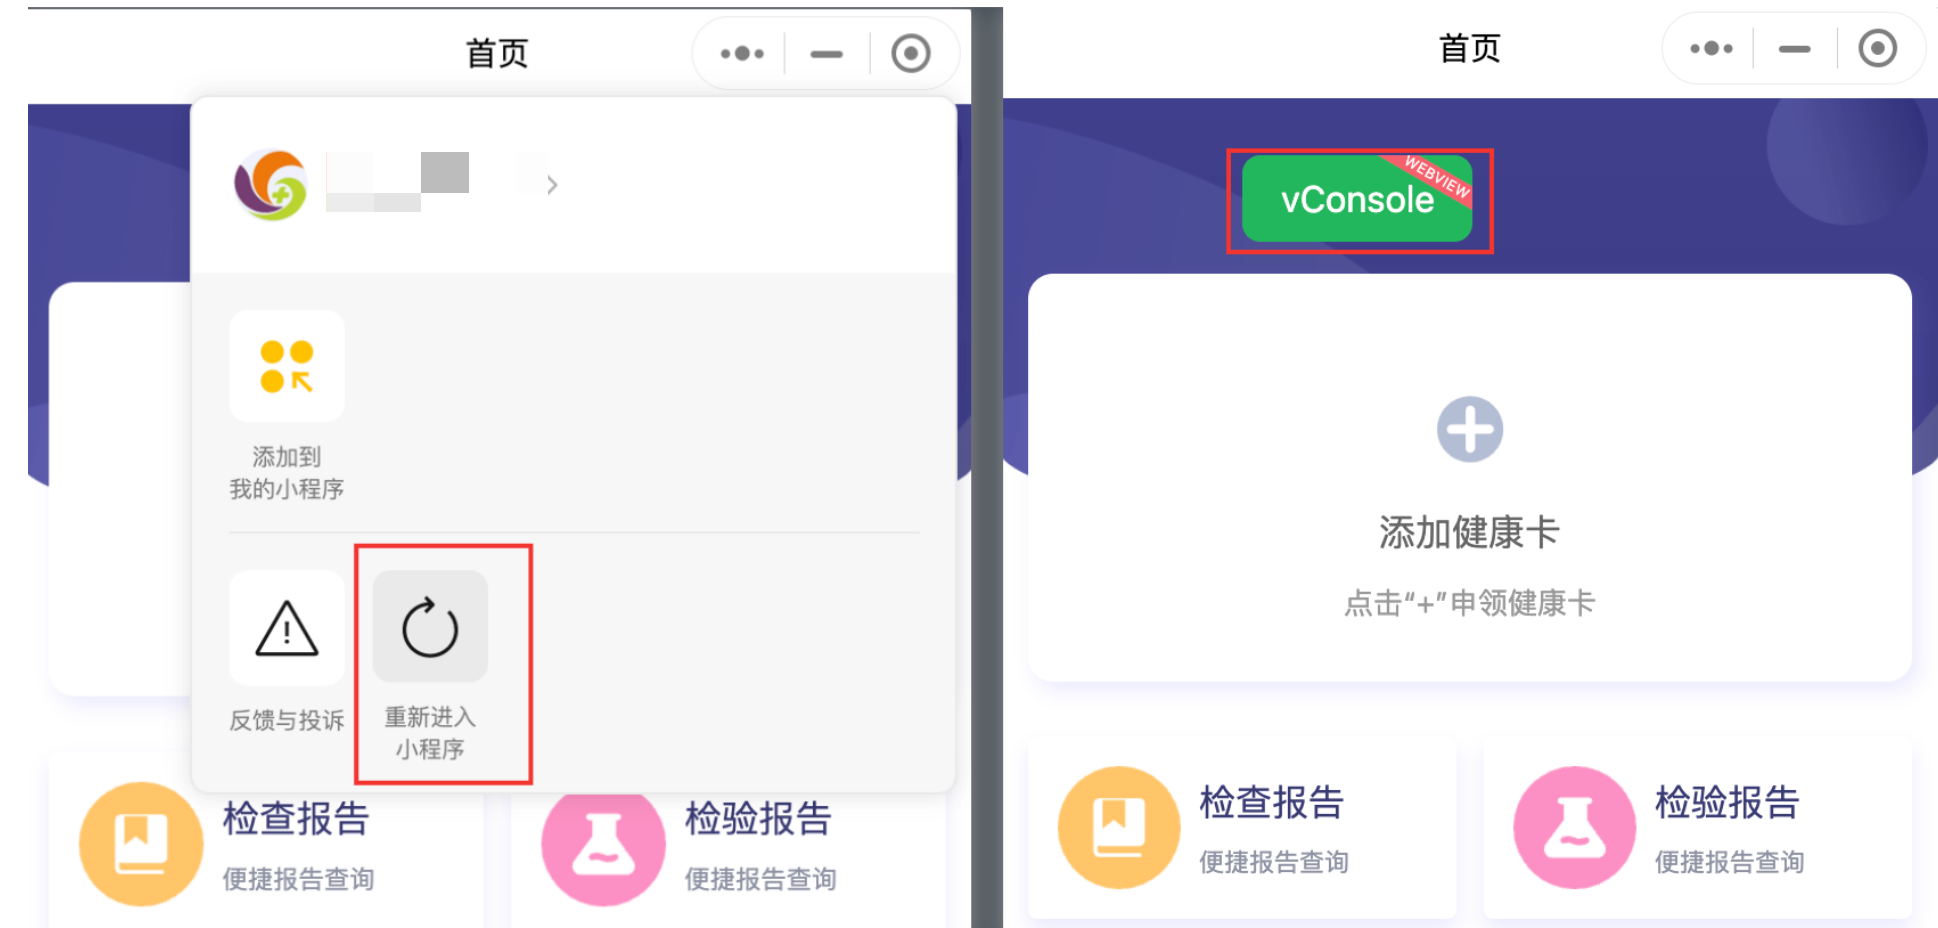 首页
添加到
我的小程序
反馈与投诉
重新进入
小程序
检查报告
便捷报告查询
检验报告
便捷报告查询
首页
vConsole
WEBVIEW
添加健康卡
点击“+”申领健康卡
检查报告
便捷报告查询
检验报告
便捷报告查询